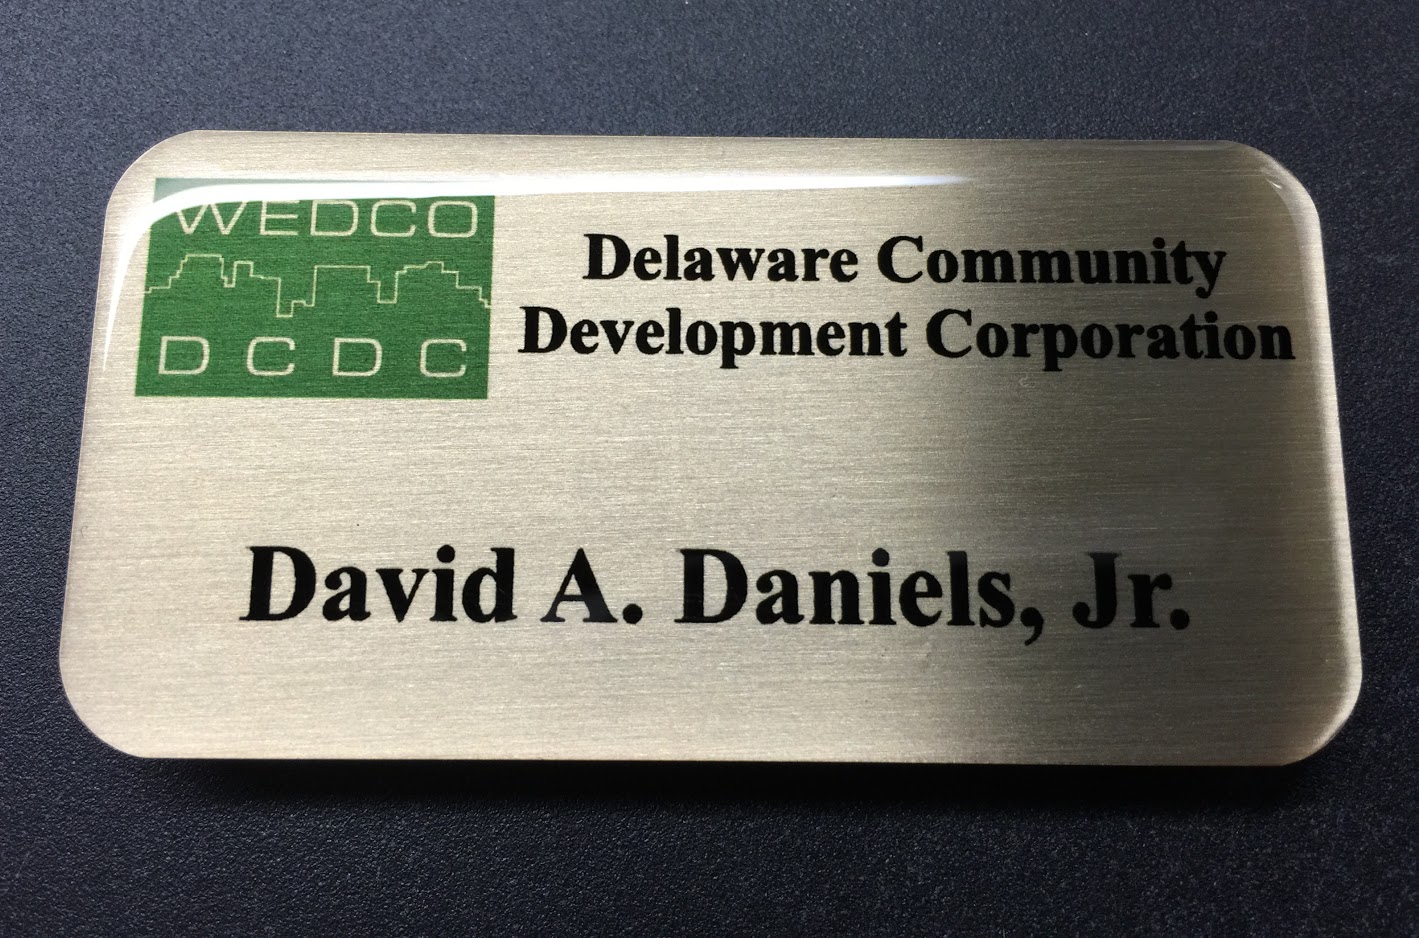 WEDCO
DCDC
Delaware Community
Development Corporation
David A. Daniels, Jr.